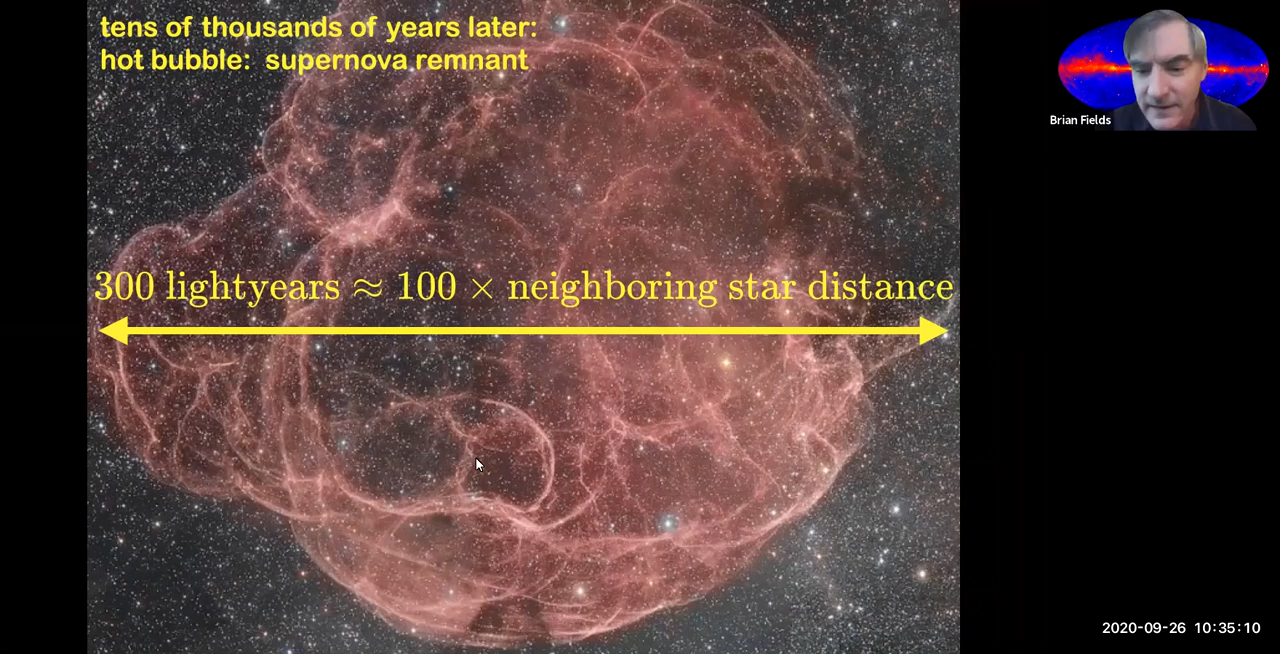 tens of thousands of years later:
hot bubble: supernova remnant
Brian Fields
300 lightyears ≈ 100 × neighboring star distance
2020-09-26 10:35:10